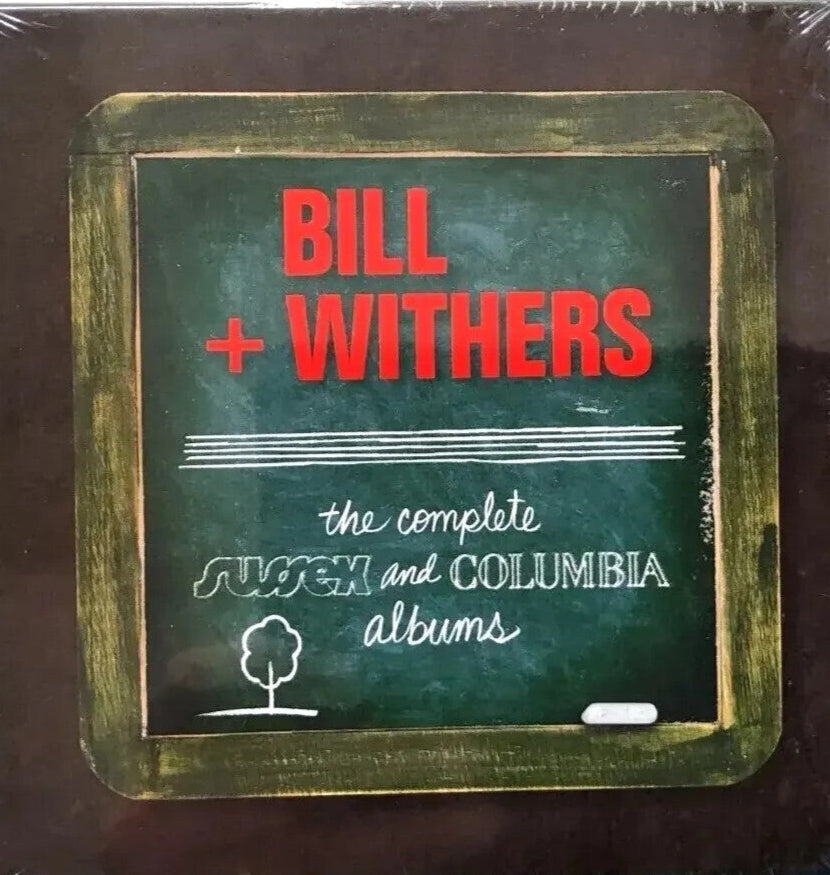 BILL
+ WITHERS
the complete
sussex and COLUMBIA
albums